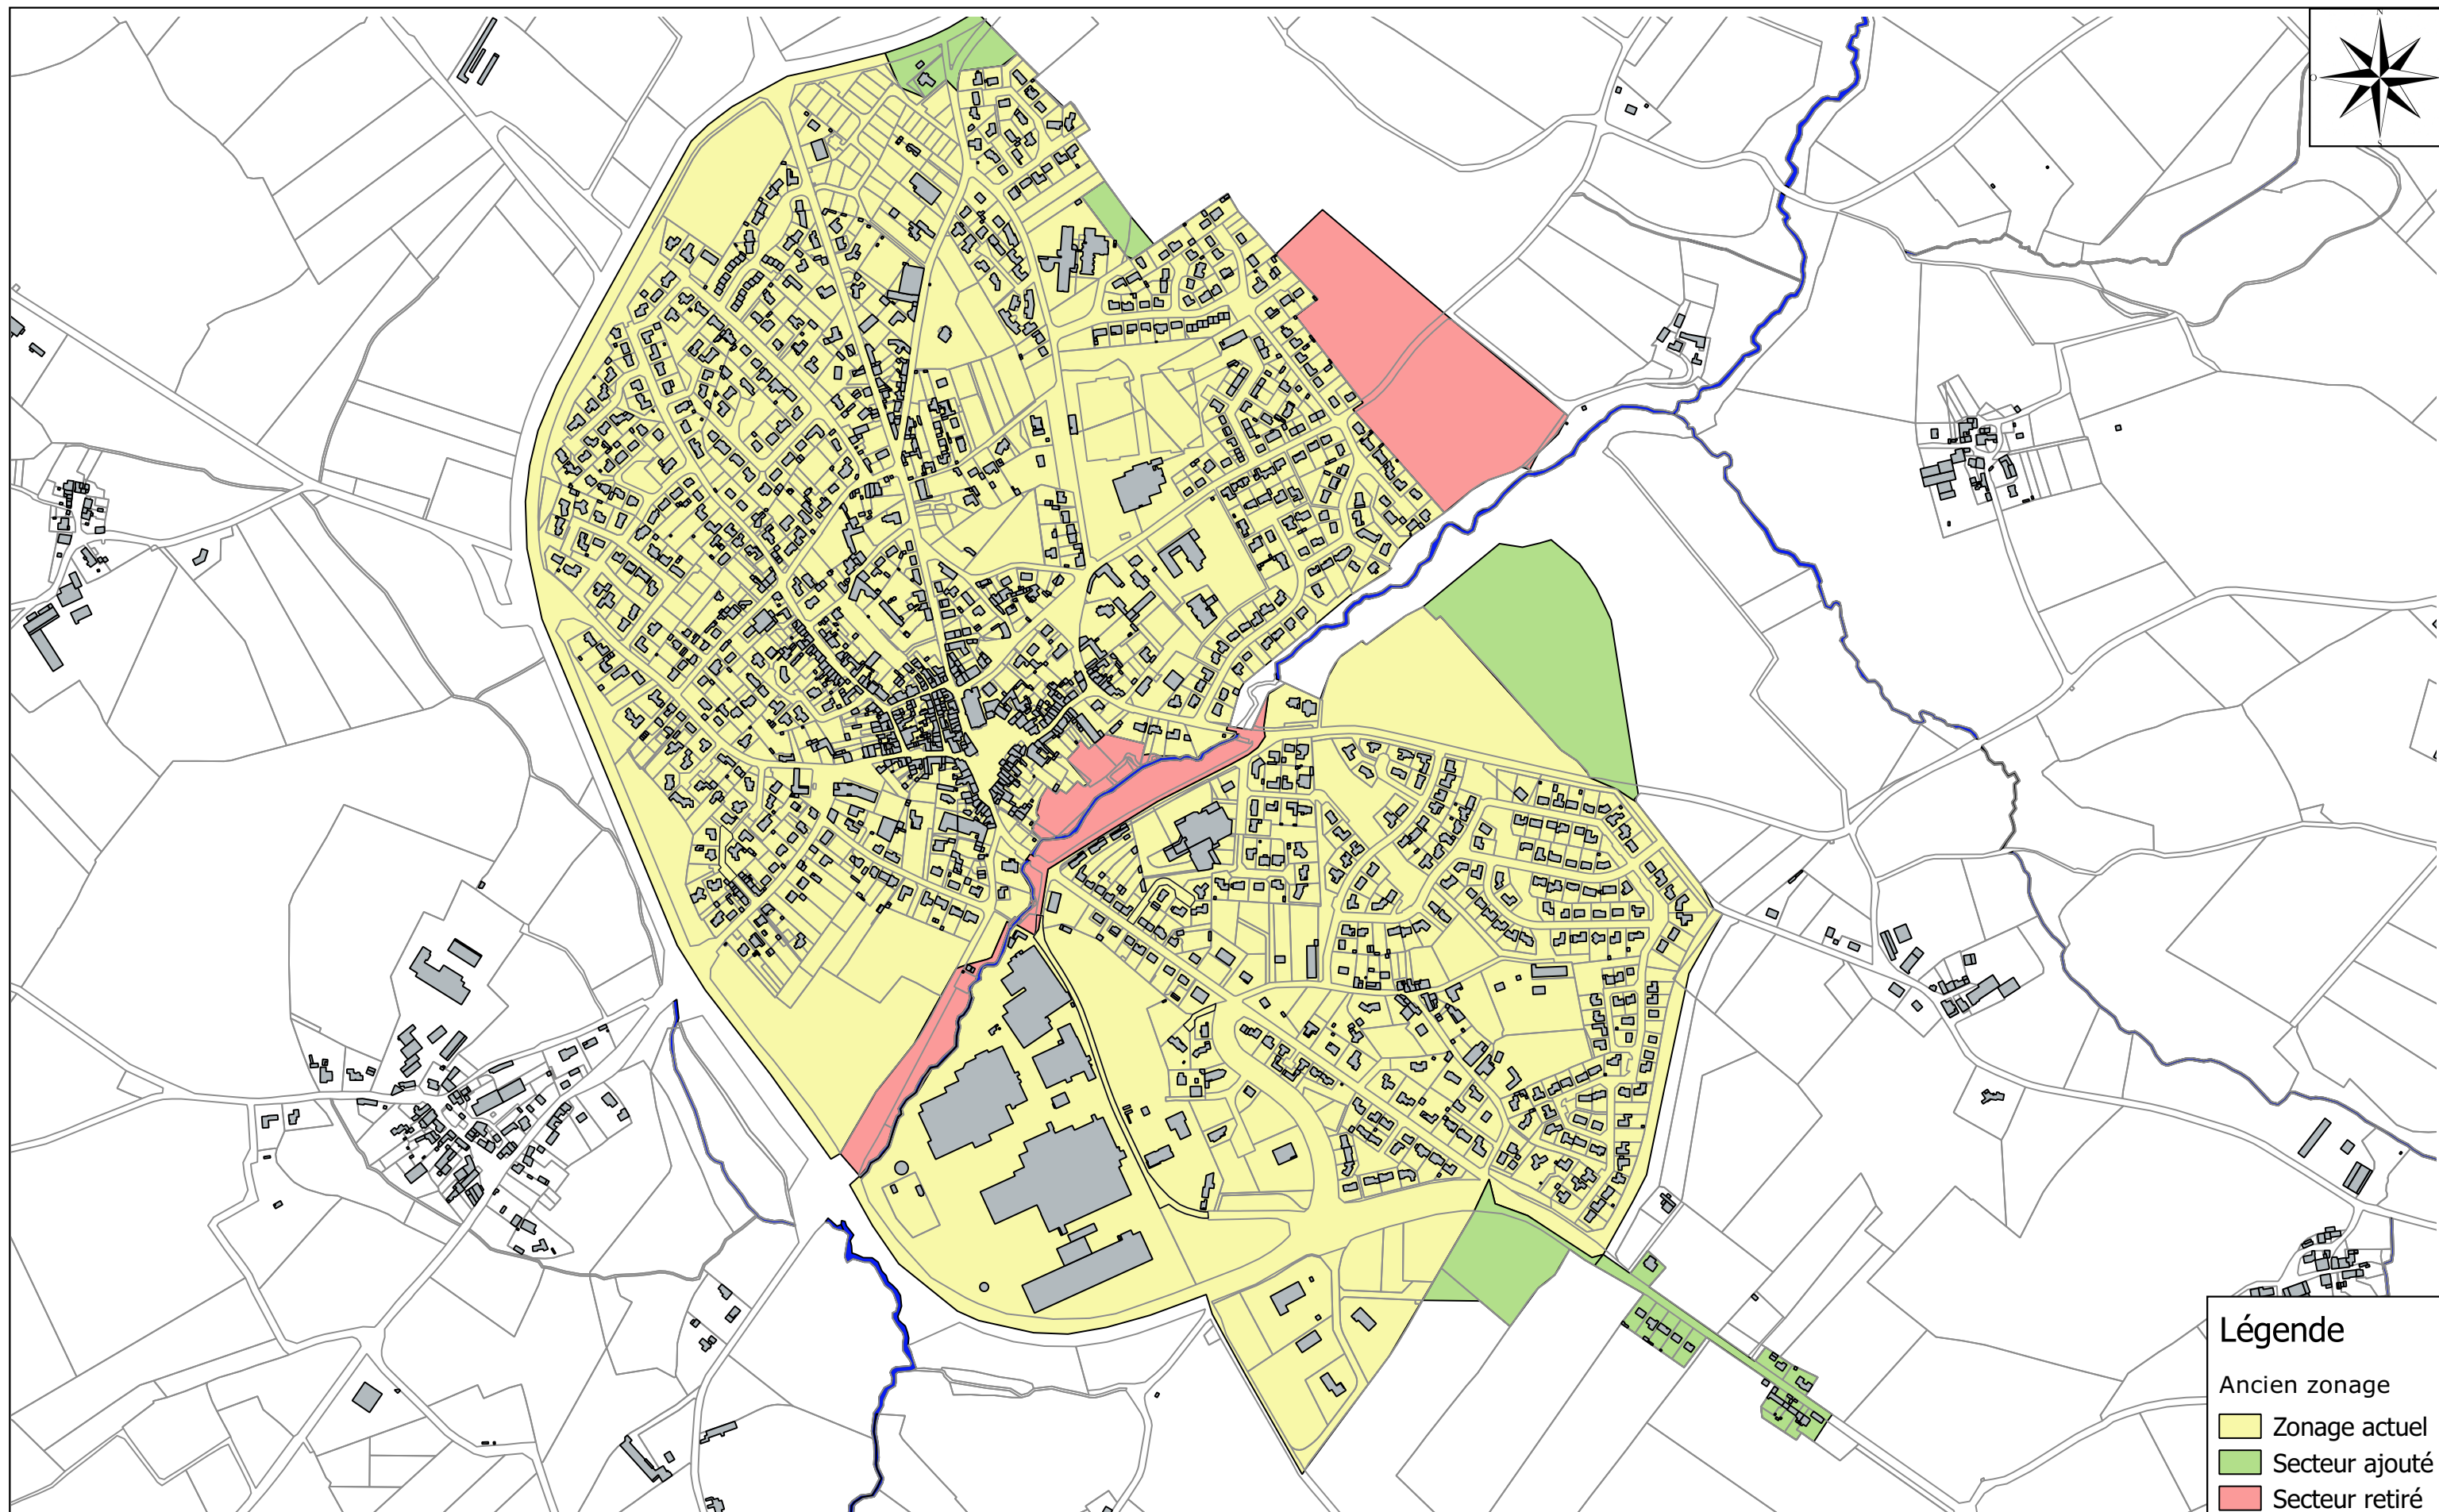 N
O
S
Légende
Ancien zonage
Zonage actuel
Secteur ajouté
Secteur retiré